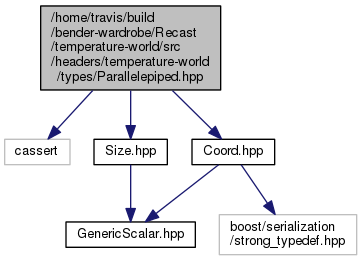 /home/travis/build
/bender-wardrobe/Recast
/temperature-world/src
/headers/temperature-world
/types/Parallelepiped.hpp
cassert
Size.hpp
Coord.hpp
GenericScalar.hpp
boost/serialization
/strong_typedef.hpp